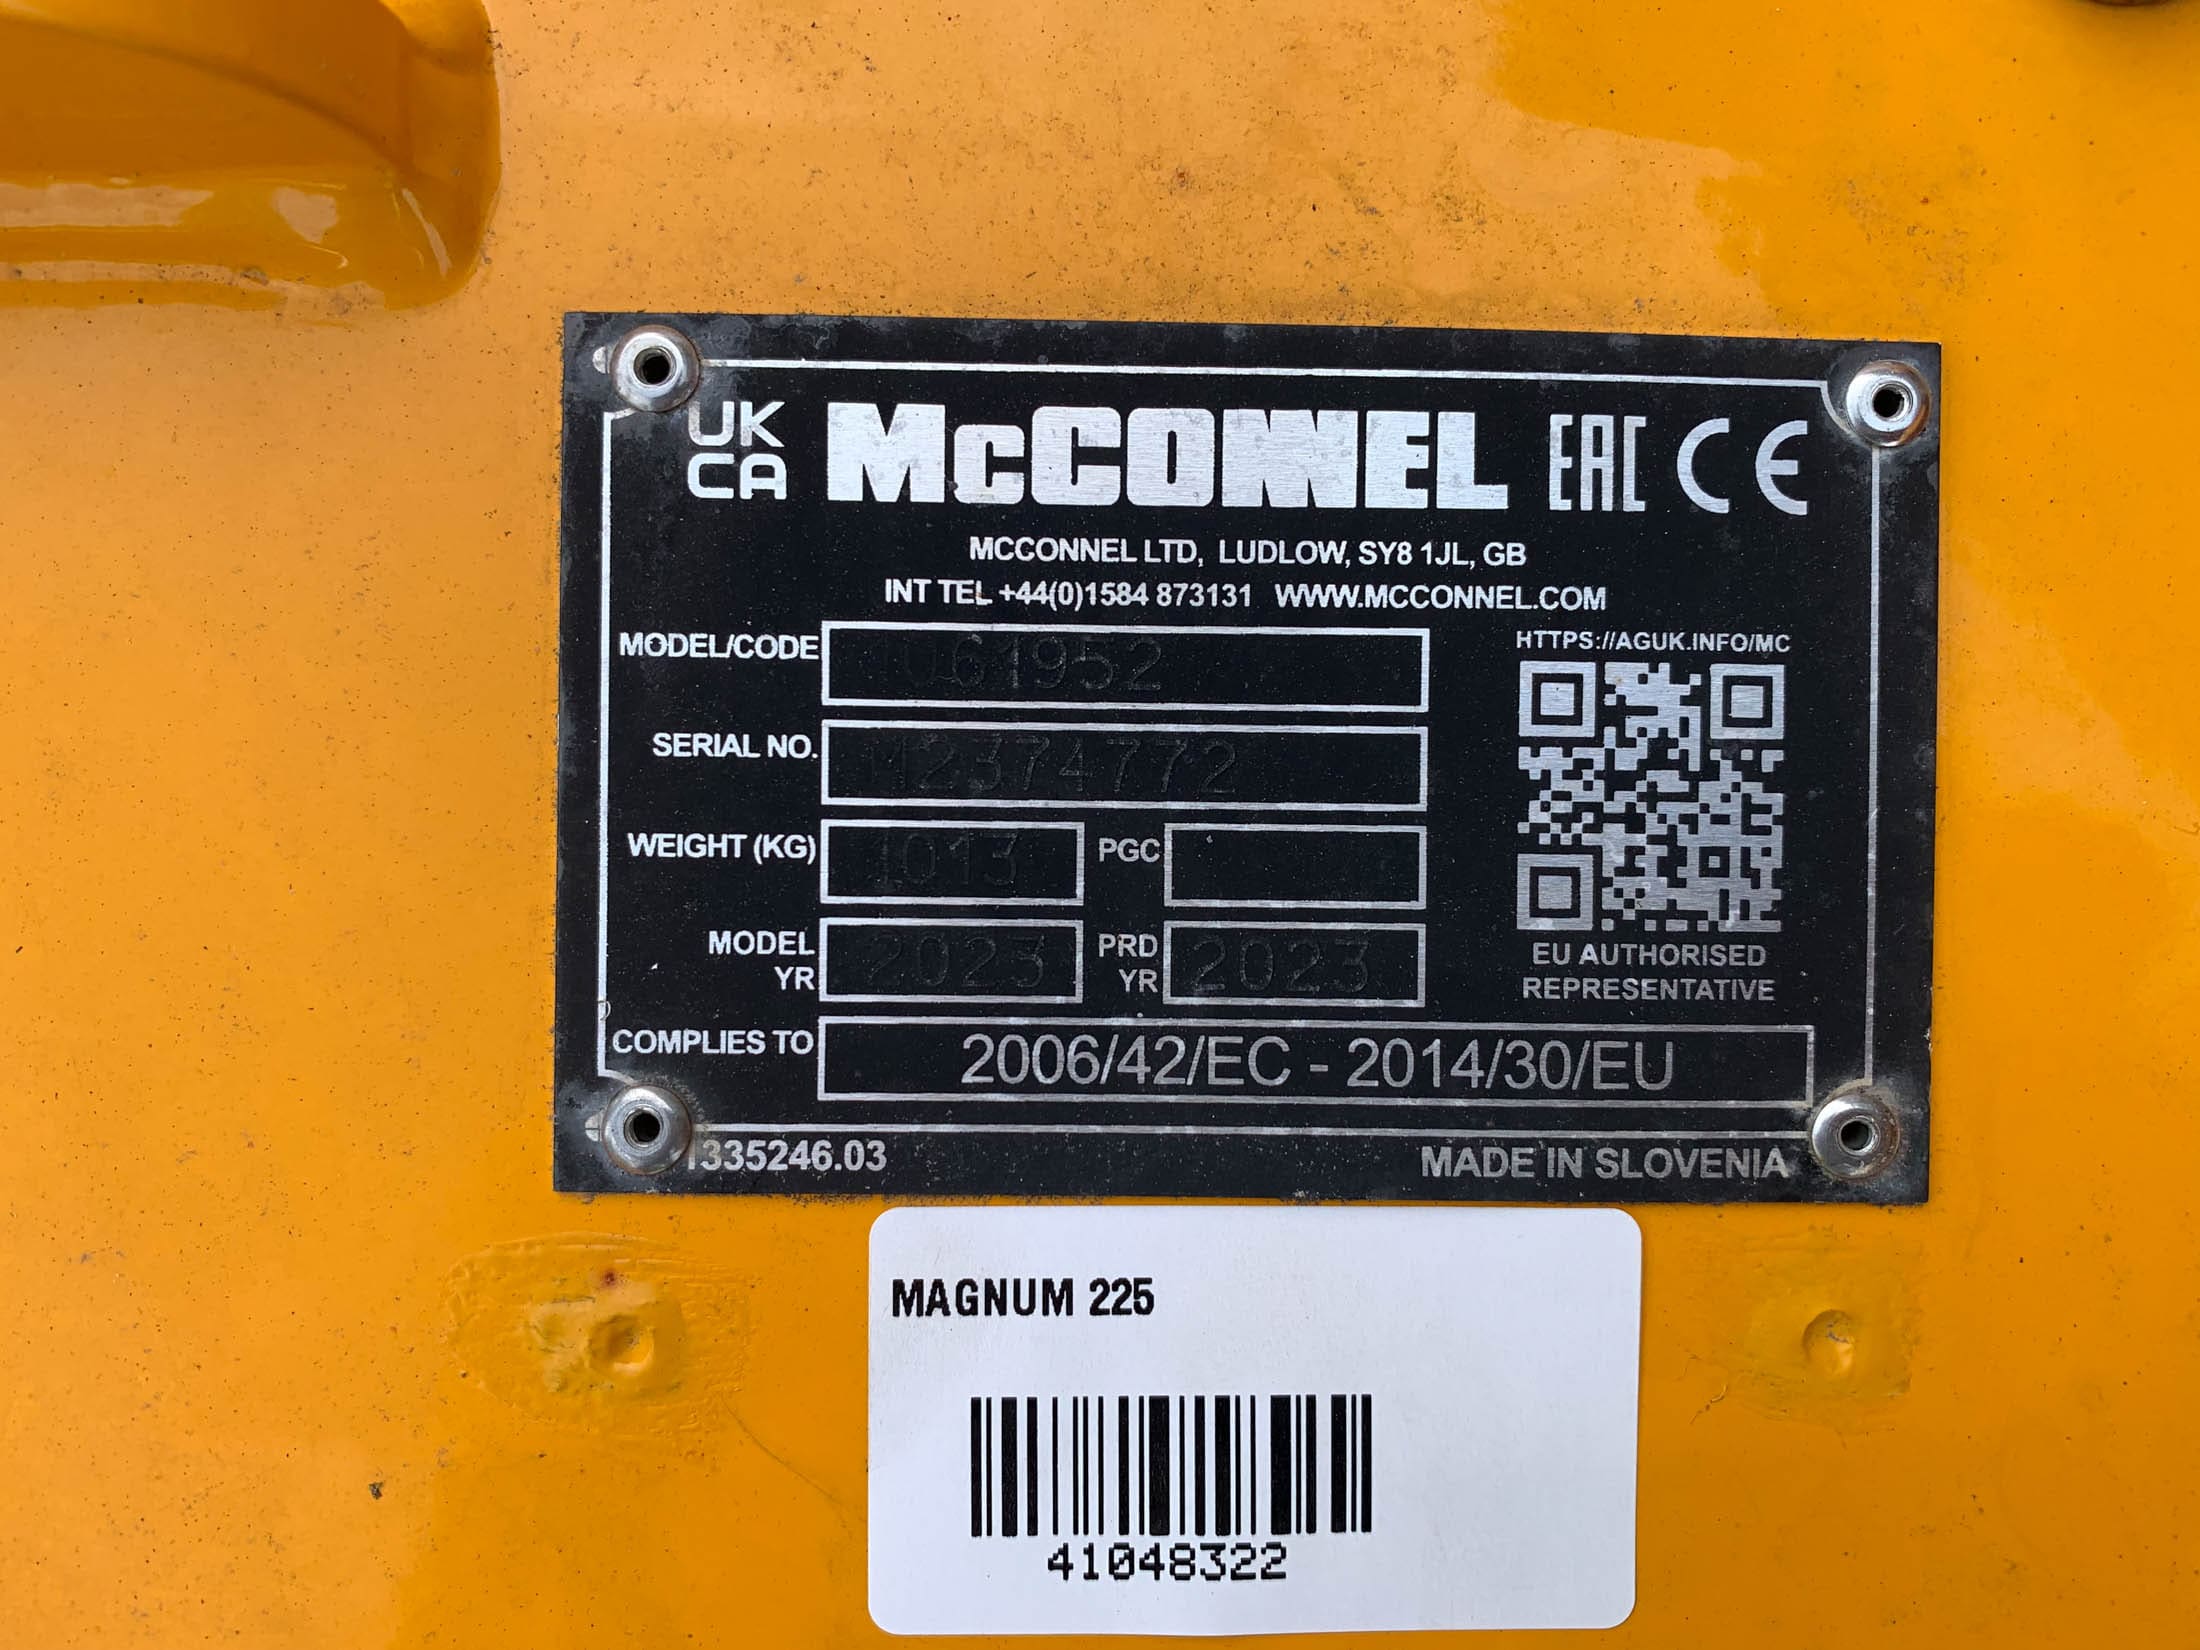 UK
CA
McCONNEL EAC CE
MCCONNEL LTD, LUDLOW, SY8 1JL, GB
INT TEL +44(0)1584 873131 WWW.MCCONNEL.COM
MODEL/CODE
SERIAL NO. M2374772
WEIGHT (KG) 1013 PGC
MODEL YR 2023 PRD YR 2023
HTTPS://AGUK.INFO/MC
EU AUTHORISED
REPRESENTATIVE
COMPLIES TO 2006/42/EC - 2014/30/EU
1335246.03 MADE IN SLOVENIA
MAGNUM 225
41048322